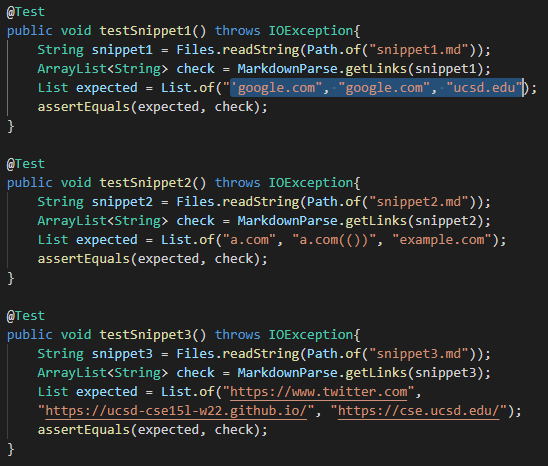 @Test
public void testSnippet1() throws IOException{
String snippet1 = Files.readString(Path.of("snippet1.md"));
ArrayList<String> check = MarkdownParse.getLinks(snippet1);
List expected = List.of("`google.com", "google.com", "ucsd.edu");
assertEquals(expected, check);
}
@Test
public void testSnippet2() throws IOException{
String snippet2 = Files.readString(Path.of("snippet2.md"));
ArrayList<String> check = MarkdownParse.getLinks(snippet2);
List expected = List.of("a.com", "a.com(())", "example.com");
assertEquals(expected, check);
}
@Test
public void testSnippet3() throws IOException{
String snippet3 = Files.readString(Path.of("snippet3.md"));
ArrayList<String> check = MarkdownParse.getLinks(snippet3);
List expected = List.of("https://www.twitter.com",
"https://ucsd-cse15l-w22.github.io/", "https://cse.ucsd.edu/");
assertEquals(expected, check);
}